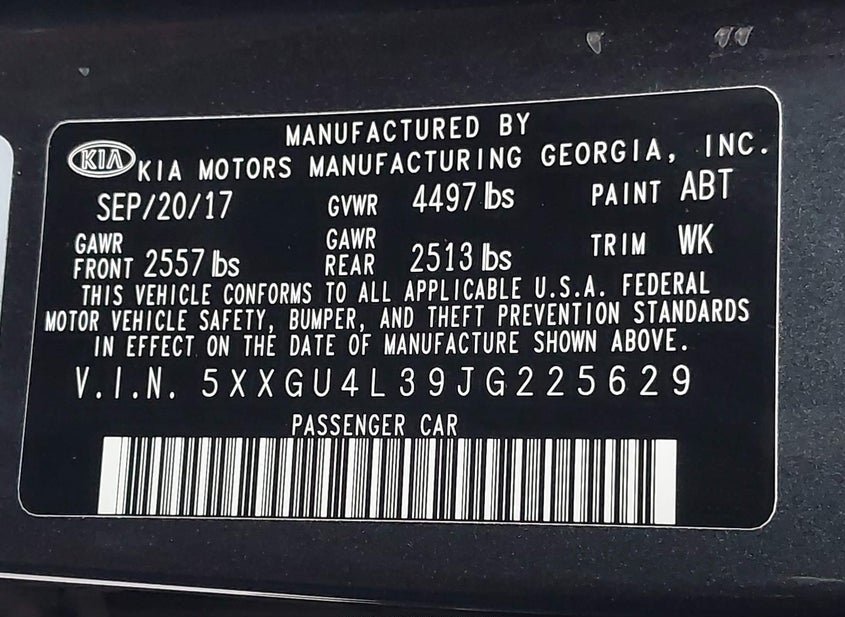 MANUFACTURED BY
KIA KIA MOTORS MANUFACTURING GEORGIA, INC.
SEP/20/17 GVWR 4497 lbs PAINT ABT
GAWR FRONT 2557 lbs GAWR REAR 2513 lbs TRIM WK
THIS VEHICLE CONFORMS TO ALL APPLICABLE U.S.A. FEDERAL
MOTOR VEHICLE SAFETY, BUMPER, AND THEFT PREVENTION STANDARDS
IN EFFECT ON THE DATE OF MANUFACTURE SHOWN ABOVE.
V.I.N. 5XXGU4L39JG225629
PASSENGER CAR